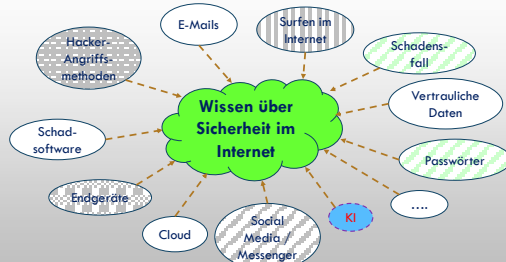 E-Mails
Surfen im
Internet
Hacker-
Angriffs-
methoden
Schadens-
fall
Wissen über
Sicherheit im
Internet
Vertrauliche
Daten
Schad-
software
Passwörter
Endgeräte
....
Cloud
Social
Media /
Messenger
KI